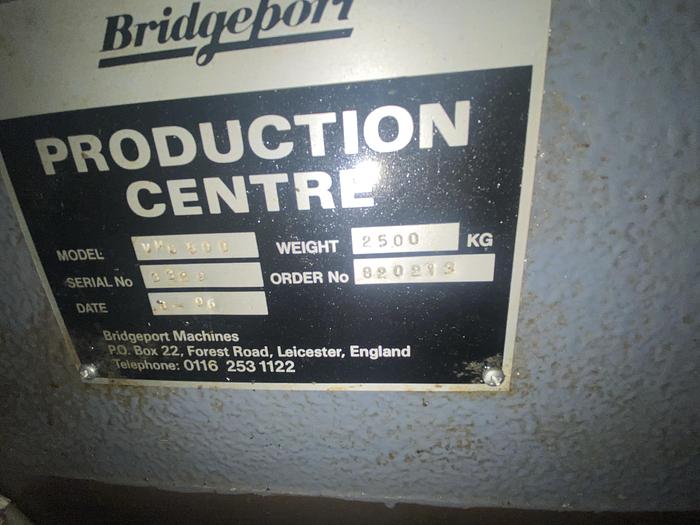 Bridgeport
PRODUCTION
CENTRE
MODEL WEIGHT 2500 KG
SERIAL No ORDER No 820213
DATE
Bridgeport Machines
P.O. Box 22, Forest Road, Leicester, England
Telephone: 0116 253 1122